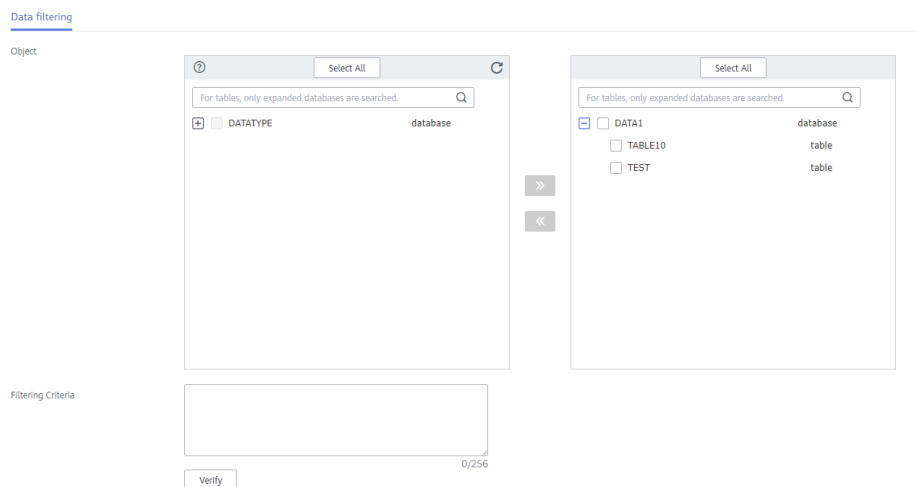 Data filtering
Object
Select All
Select All
For tables, only expanded databases are searched.
For tables, only expanded databases are searched.
DATATYPE database
DATA1 database
TABLE10 table
TEST table
Filtering Criteria
0/256
Verify